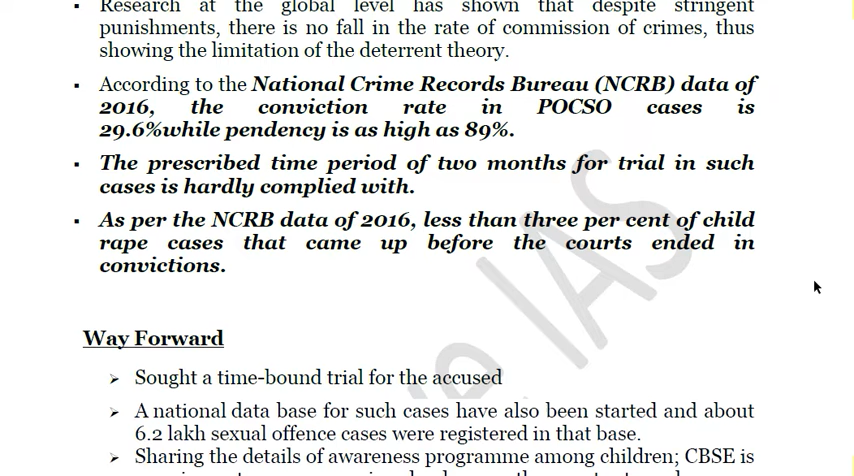 ▪ Research at the global level has shown that despite stringent
punishments, there is no fall in the rate of commission of crimes, thus
showing the limitation of the deterrent theory.
▪ According to the National Crime Records Bureau (NCRB) data of
2016, the conviction rate in POCSO cases is
29.6%while pendency is as high as 89%.
▪ The prescribed time period of two months for trial in such
cases is hardly complied with.
▪ As per the NCRB data of 2016, less than three per cent of child
rape cases that came up before the courts ended in
convictions.
Way Forward
➢ Sought a time-bound trial for the accused
➢ A national data base for such cases have also been started and about
6.2 lakh sexual offence cases were registered in that base.
➢ Sharing the details of awareness programme among children; CBSE is
IAS